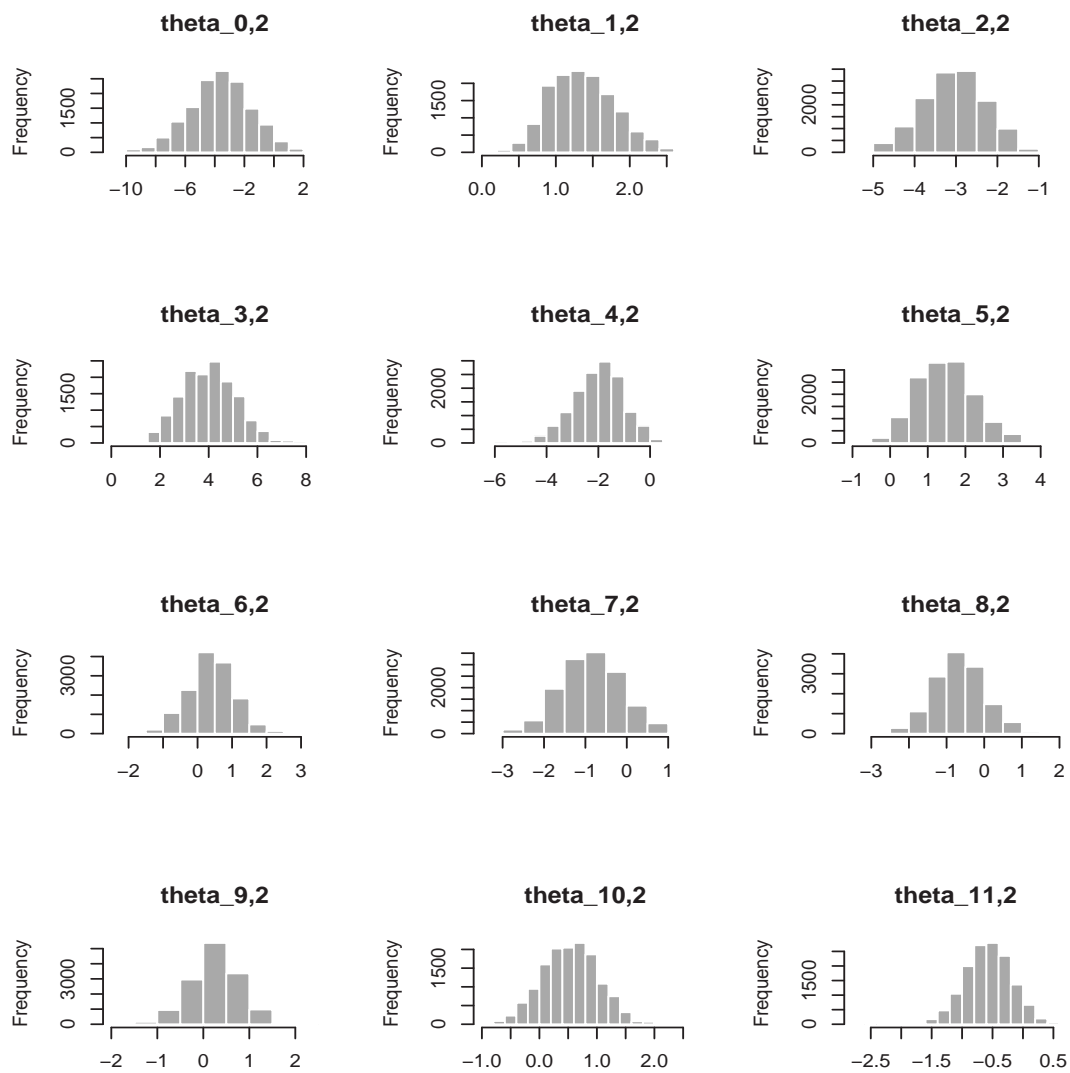 theta_0,2
theta_1,2
theta_2,2
Frequency
0 1500
−10 −6 −2 2
Frequency
0 1500
0.0 1.0 2.0
Frequency
0 2000
−5 −4 −3 −2 −1
theta_3,2
theta_4,2
theta_5,2
Frequency
0 1500
0 2 4 6 8
Frequency
0 2000
−6 −4 −2 0
Frequency
0 2000
−1 0 1 2 3 4
theta_6,2
theta_7,2
theta_8,2
Frequency
0 3000
−2 0 1 2 3
Frequency
0 2000
−3 −2 −1 0 1
Frequency
0 3000
−3 −1 0 1 2
theta_9,2
theta_10,2
theta_11,2
Frequency
0 3000
−2 −1 0 1 2
Frequency
0 1500
−1.0 0.0 1.0 2.0
Frequency
0 1500
−2.5 −1.5 −0.5 0.5